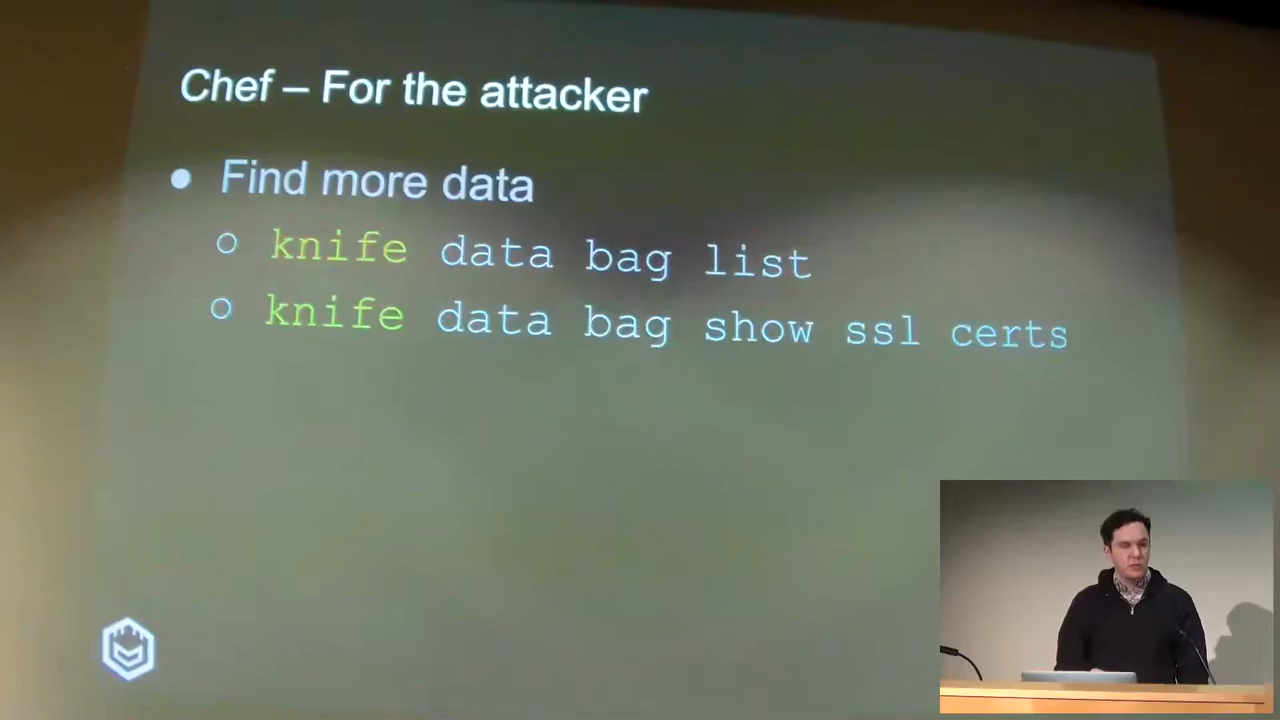 Chef – For the attacker
● Find more data
○ knife data bag list
○ knife data bag show ssl certs